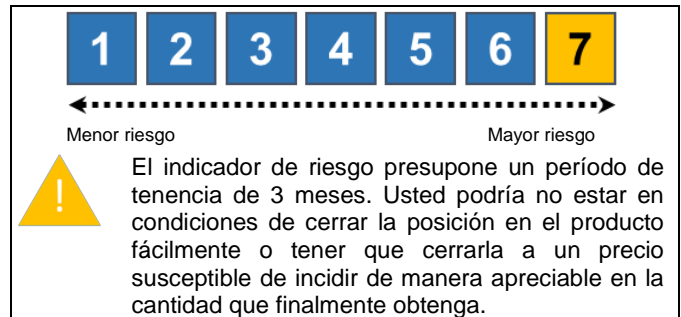 1 2 3 4 5 6 7
Menor riesgo Mayor riesgo
!
El indicador de riesgo presupone un período de
tenencia de 3 meses. Usted podría no estar en
condiciones de cerrar la posición en el producto
fácilmente o tener que cerrarla a un precio
susceptible de incidir de manera apreciable en la
cantidad que finalmente obtenga.